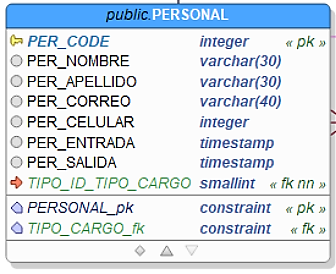 public.PERSONAL
PER_CODE integer « pk »
PER_NOMBRE varchar(30)
PER_APELLIDO varchar(30)
PER_CORREO varchar(40)
PER_CELULAR integer
PER_ENTRADA timestamp
PER_SALIDA timestamp
TIPO_ID_TIPO_CARGO smallint « fk nn »
PERSONAL_pk constraint « pk »
TIPO_CARGO_fk constraint « fk »